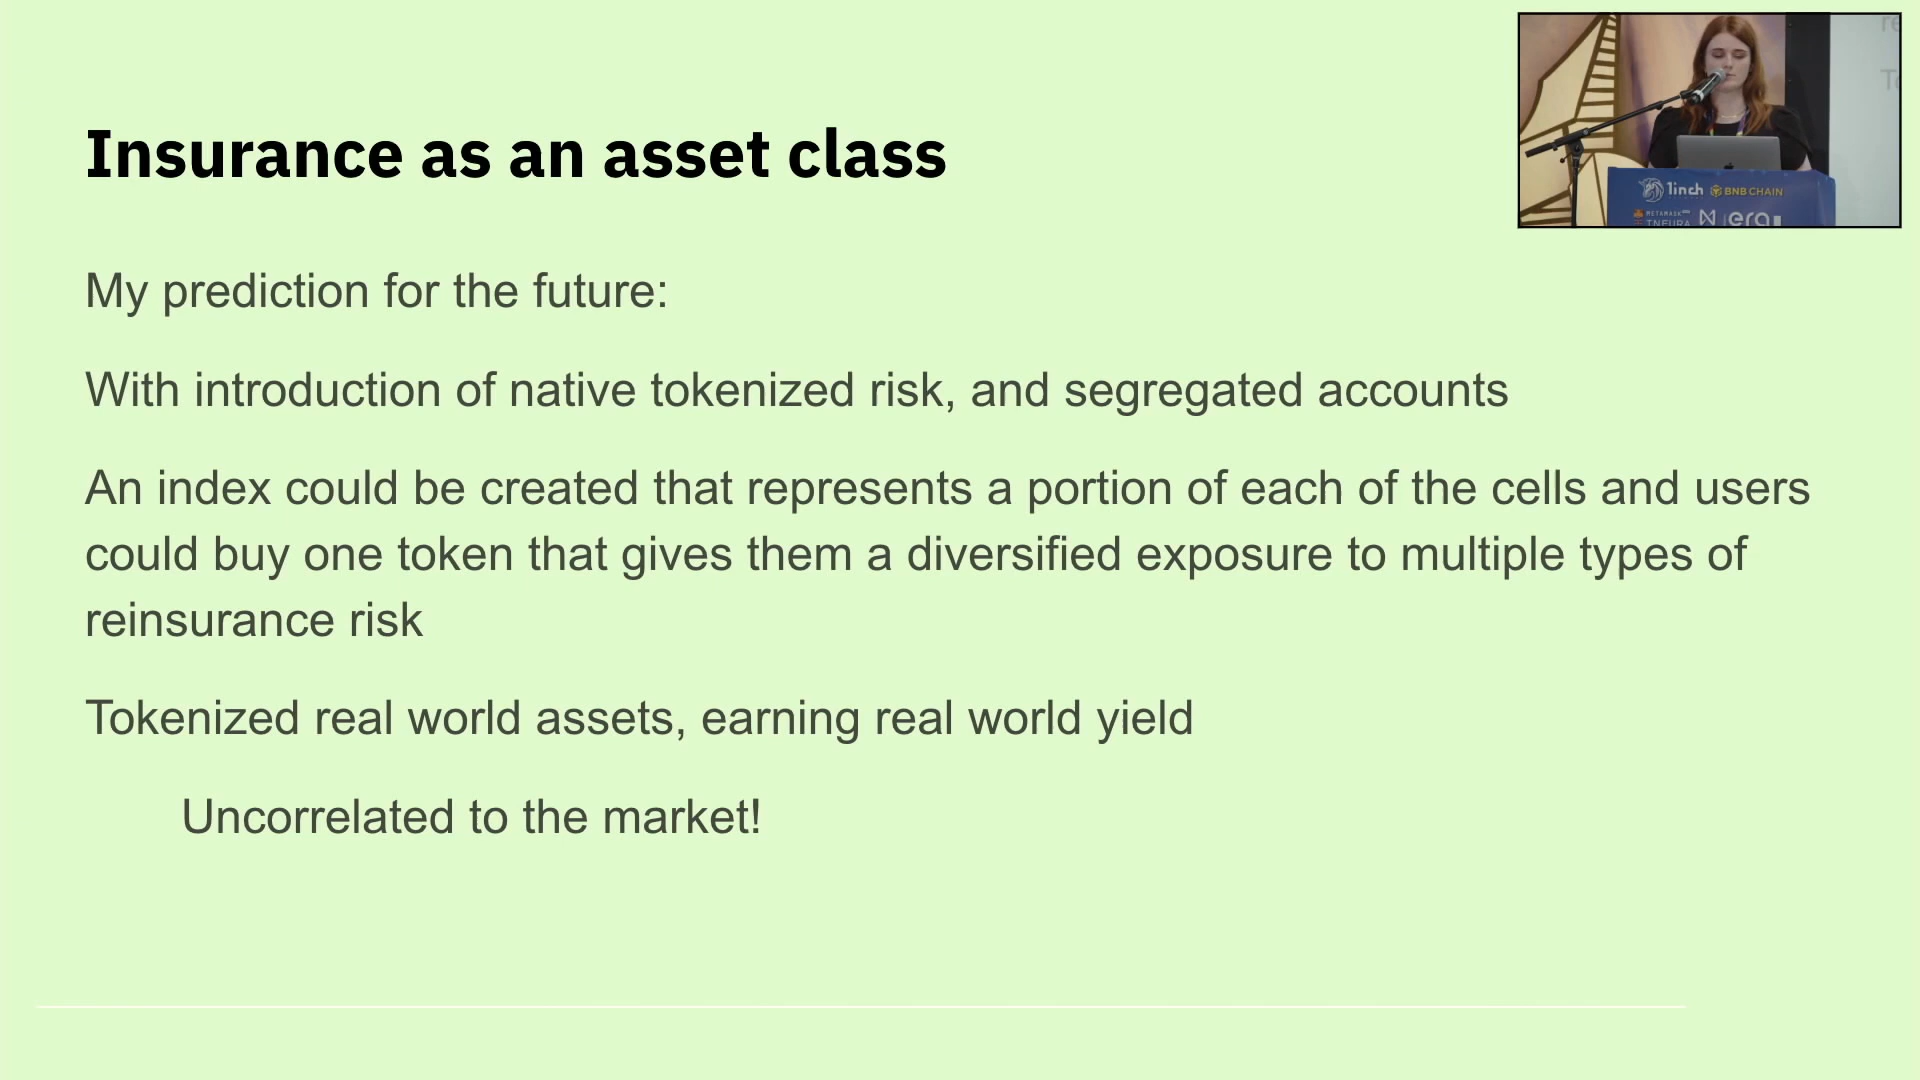 Insurance as an asset class
My prediction for the future:
With introduction of native tokenized risk, and segregated accounts
An index could be created that represents a portion of each of the cells and users
could buy one token that gives them a diversified exposure to multiple types of
reinsurance risk
Tokenized real world assets, earning real world yield
Uncorrelated to the market!
1inch BNB CHAIN
METAMASK
INFURA